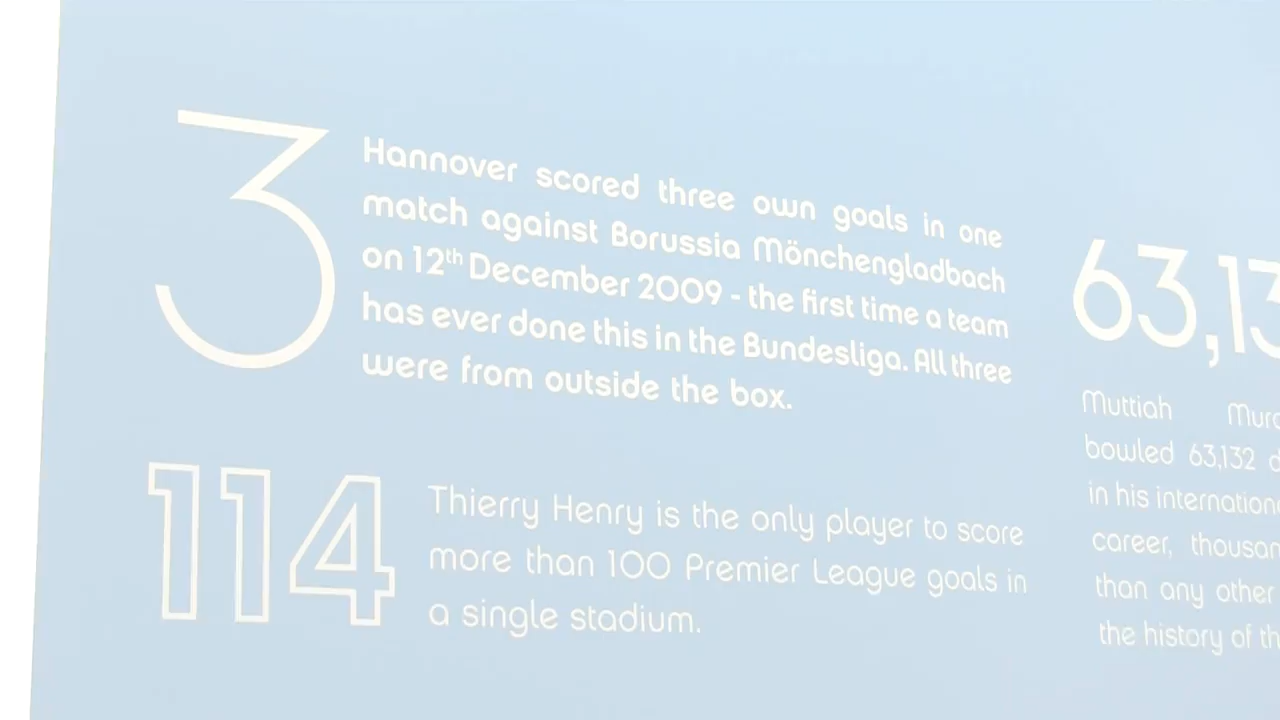 3
Hannover scored three own goals in one
match against Borussia Mönchengladbach
on 12th December 2009 - the first time a team
has ever done this in the Bundesliga. All three
were from outside the box.
114
Thierry Henry is the only player to score
more than 100 Premier League goals in
a single stadium.
63,13
Muttiah
bowled 63,132
in his
career,
than any other
the history of